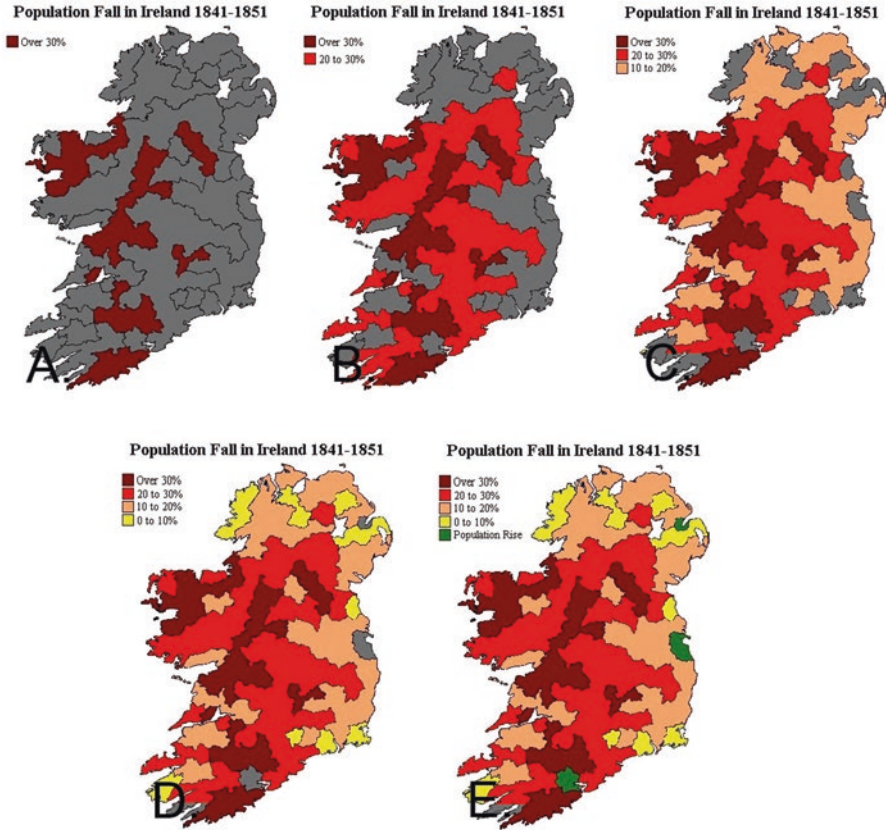 Population Fall in Ireland 1841-1851
Over 30%
A.
Population Fall in Ireland 1841-1851
Over 30%
20 to 30%
B.
Population Fall in Ireland 1841-1851
Over 30%
20 to 30%
10 to 20%
C.
Population Fall in Ireland 1841-1851
Over 30%
20 to 30%
10 to 20%
0 to 10%
D.
Population Fall in Ireland 1841-1851
Over 30%
20 to 30%
10 to 20%
0 to 10%
Population Rise
E.